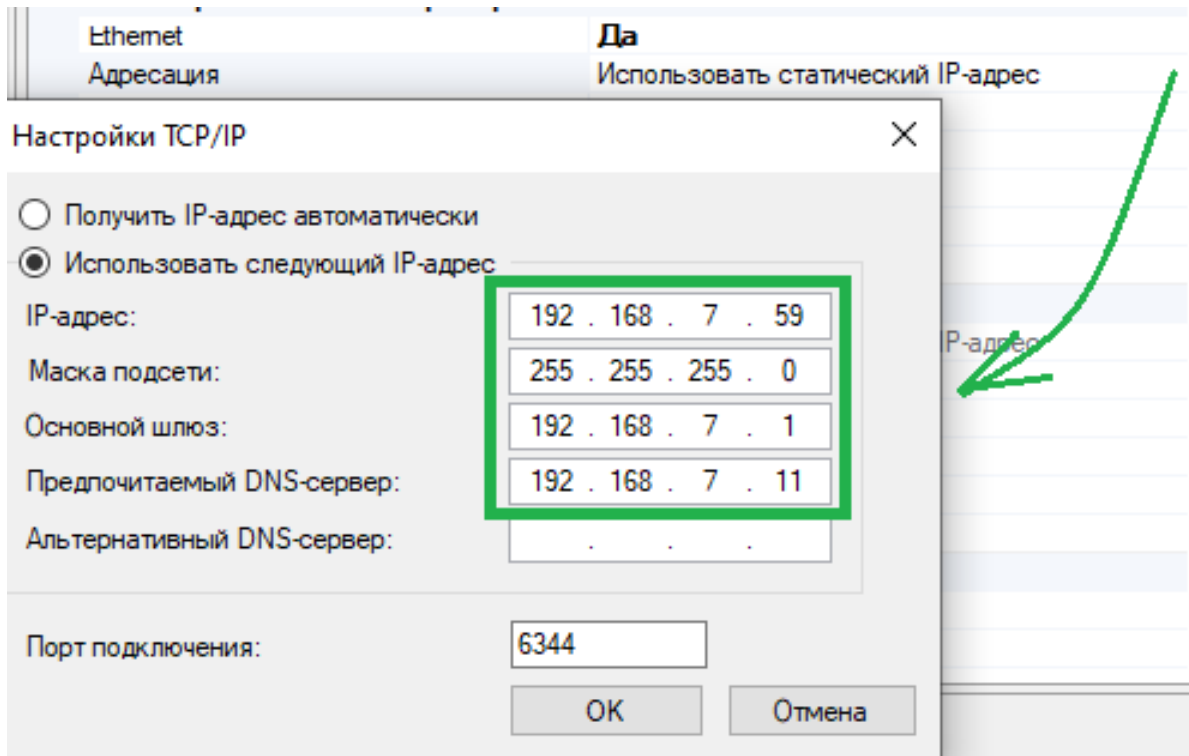 Ethernet Да
Адресация Использовать статический IP-адрес
Настройки TCP/IP
Получить IP-адрес автоматически
Использовать следующий IP-адрес
IP-адрес: 192 . 168 . 7 . 59
IP-адрес
Маска подсети: 255 . 255 . 255 . 0
Основной шлюз: 192 . 168 . 7 . 1
Предпочитаемый DNS-сервер: 192 . 168 . 7 . 11
Альтернативный DNS-сервер: . . .
Порт подключения: 6344
OK Отмена